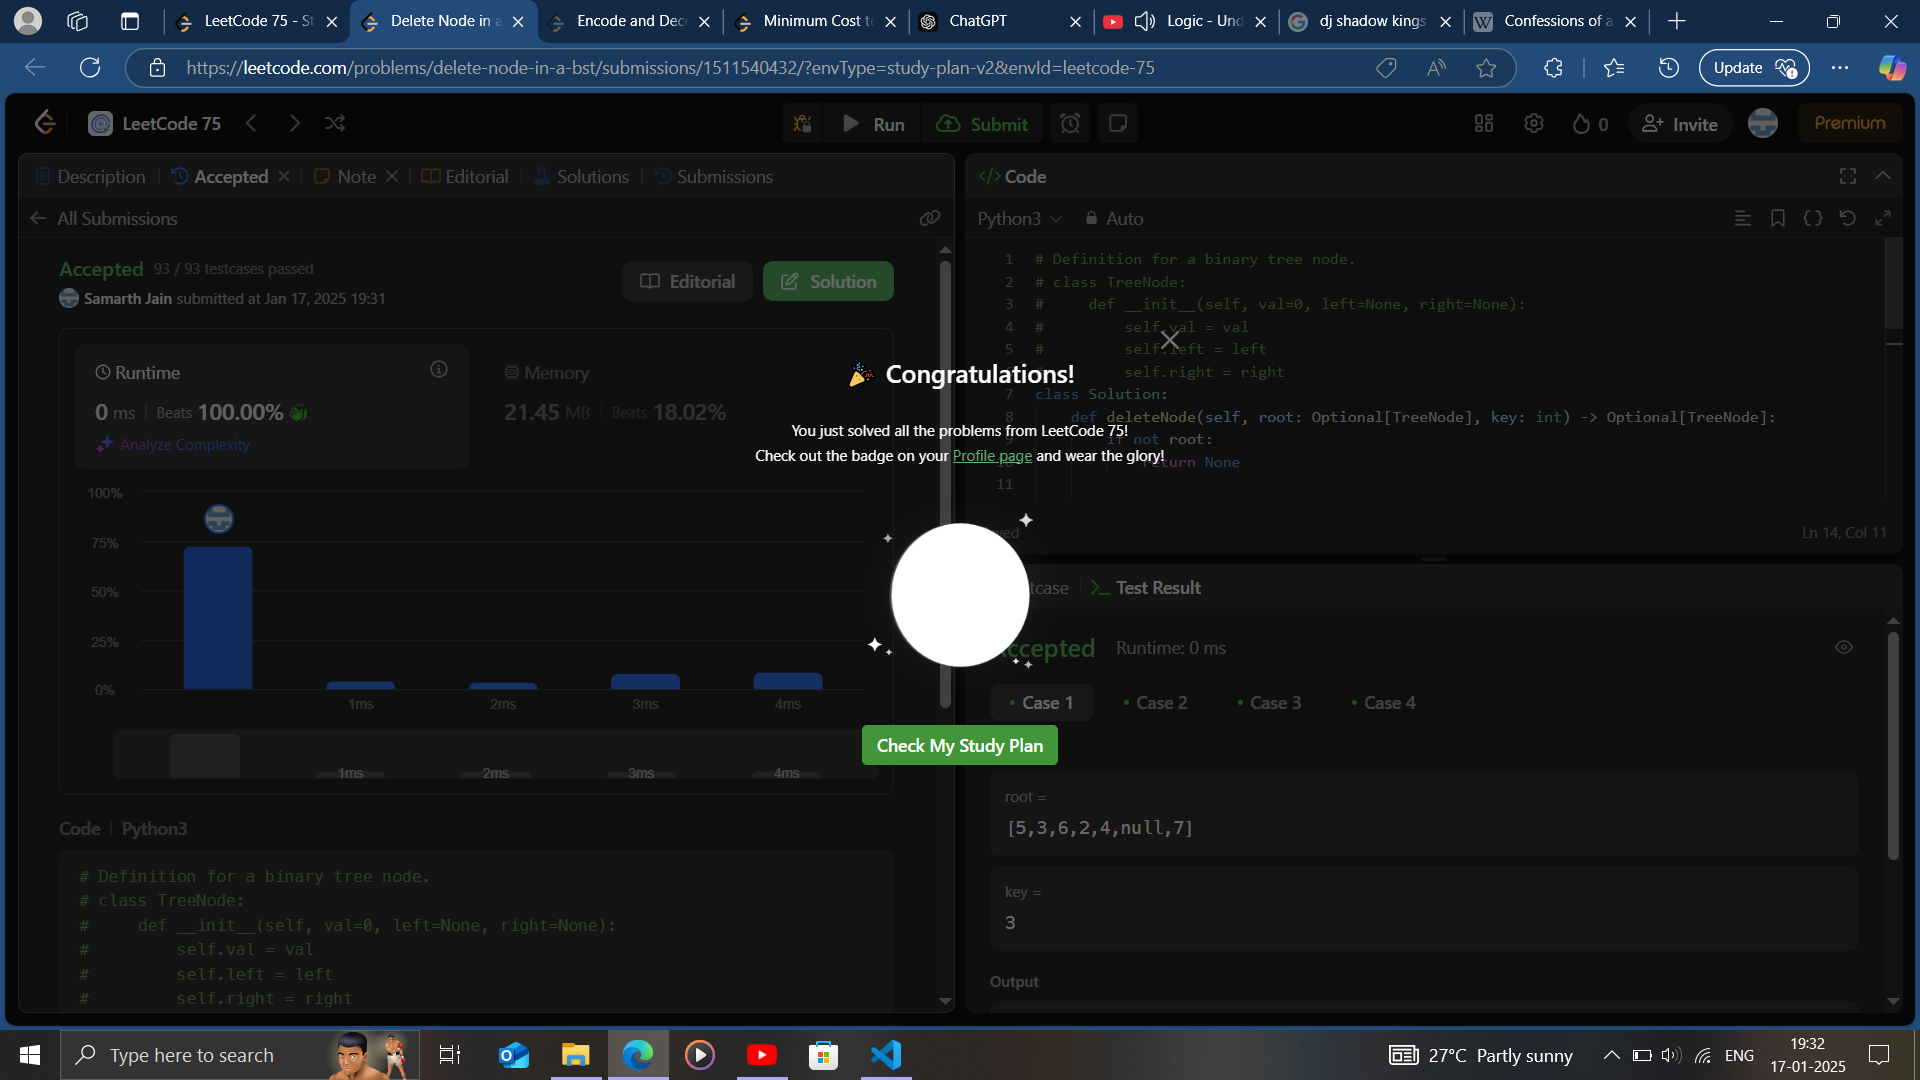 LeetCode 75 - St
Delete Node in a
Encode and Dec
Minimum Cost to
ChatGPT
Logic - Und
dj shadow kings
Confessions of a
https://leetcode.com/problems/delete-node-in-a-bst/submissions/1511540432/?envType=study-plan-v2&envId=leetcode-75
Update
LeetCode 75
Run
Submit
0
Invite
Premium
Description
Accepted
Note
Editorial
Solutions
Submissions
All Submissions
Accepted 93 / 93 testcases passed
Samarth Jain submitted at Jan 17, 2025 19:31
Editorial
Solution
Runtime
0 ms | Beats 100.00%
Analyze Complexity
Memory
21.45 MB | Beats 18.02%
100%
75%
50%
25%
0%
1ms
2ms
3ms
4ms
1ms
2ms
3ms
4ms
Code | Python3
# Definition for a binary tree node.
# class TreeNode:
#     def __init__(self, val=0, left=None, right=None):
#         self.val = val
#         self.left = left
#         self.right = right
Congratulations!
You just solved all the problems from LeetCode 75!
Check out the badge on your Profile page and wear the glory!
Check My Study Plan
</> Code
Python3
Auto
1 # Definition for a binary tree node.
2 # class TreeNode:
3 #     def __init__(self, val=0, left=None, right=None):
4 #         self.val = val
5 #         self.left = left
self.right = right
7 class Solution:
8     def deleteNode(self, root: Optional[TreeNode], key: int) -> Optional[TreeNode]:
9         if not root:
10             return None
11
Ln 14, Col 11
Test Result
Accepted
Runtime: 0 ms
Case 1
Case 2
Case 3
Case 4
root =
[5,3,6,2,4,null,7]
key =
3
Output
Type here to search
27°C Partly sunny
ENG
19:32
17-01-2025